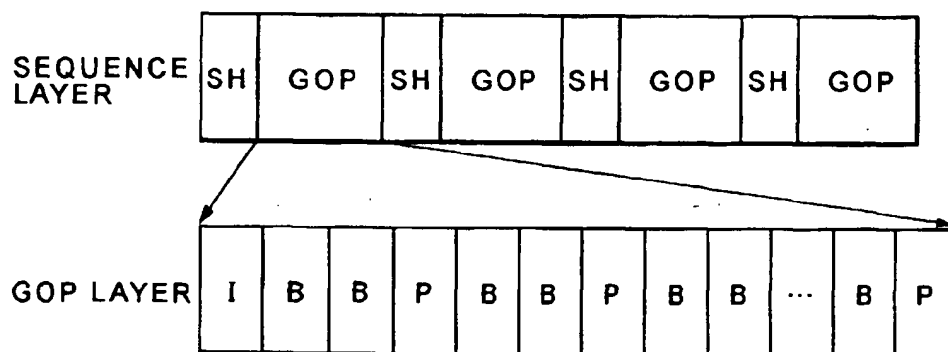 SEQUENCE
LAYER
SH GOP SH GOP SH GOP SH GOP
GOP LAYER I B B P B B P B B ... B P